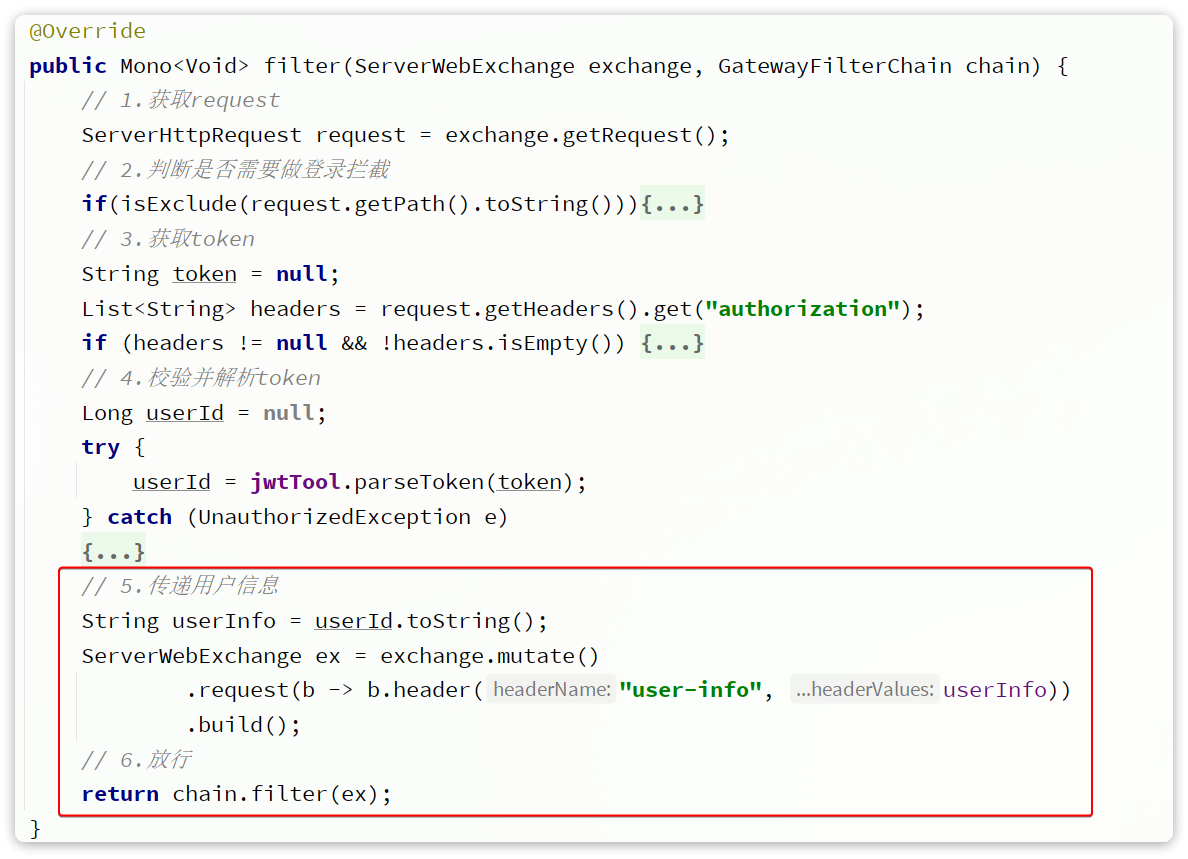 @Override
public Mono<Void> filter(ServerWebExchange exchange, GatewayFilterChain chain) {
// 1.获取request
ServerHttpRequest request = exchange.getRequest();
// 2.判断是否需要做登录拦截
if(isExclude(request.getPath().toString())){...}
// 3.获取token
String token = null;
List<String> headers = request.getHeaders().get("authorization");
if (headers != null && !headers.isEmpty()) {...}
// 4.校验并解析token
Long userId = null;
try {
userId = jwtTool.parseToken(token);
} catch (UnauthorizedException e)
{...}
// 5.传递用户信息
String userInfo = userId.toString();
ServerWebExchange ex = exchange.mutate()
.request(b -> b.header( headerName: "user-info", ...headerValues: userInfo))
.build();
// 6.放行
return chain.filter(ex);
}